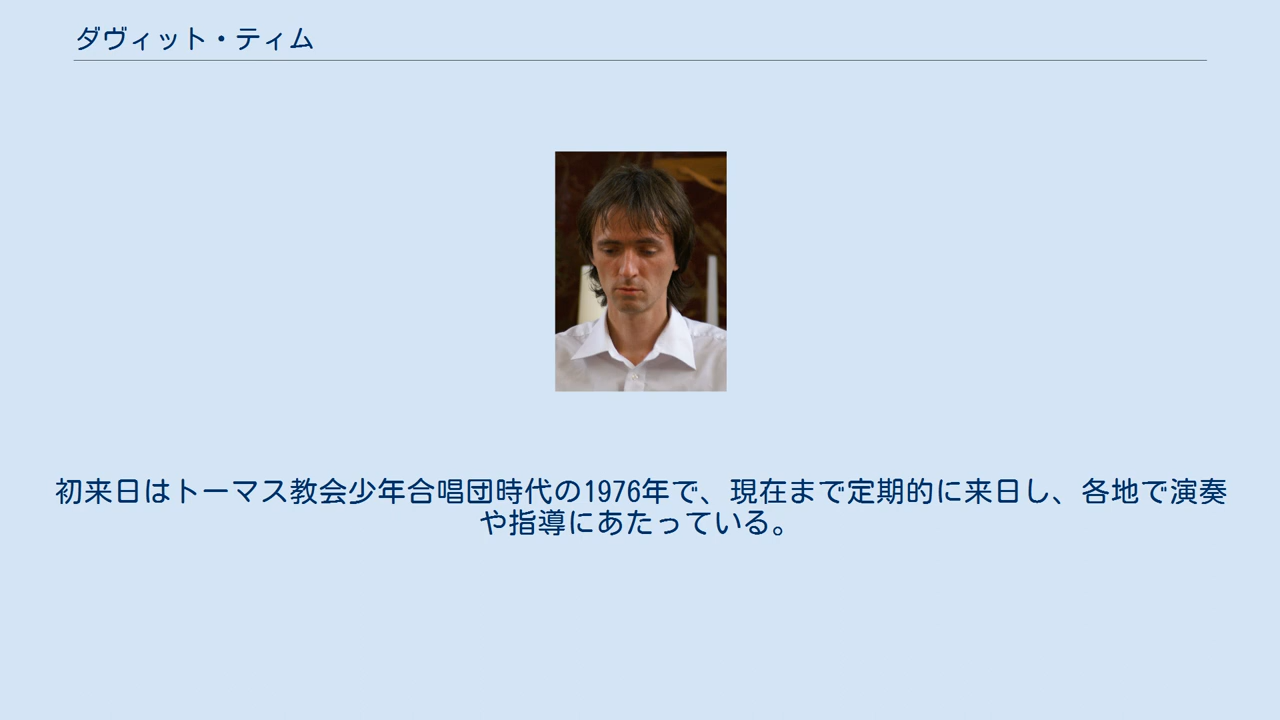 ダヴィット・ティム
初来日はトーマス教会少年合唱団時代の1976年で、現在まで定期的に来日し、各地で演奏
や指導にあたっている。